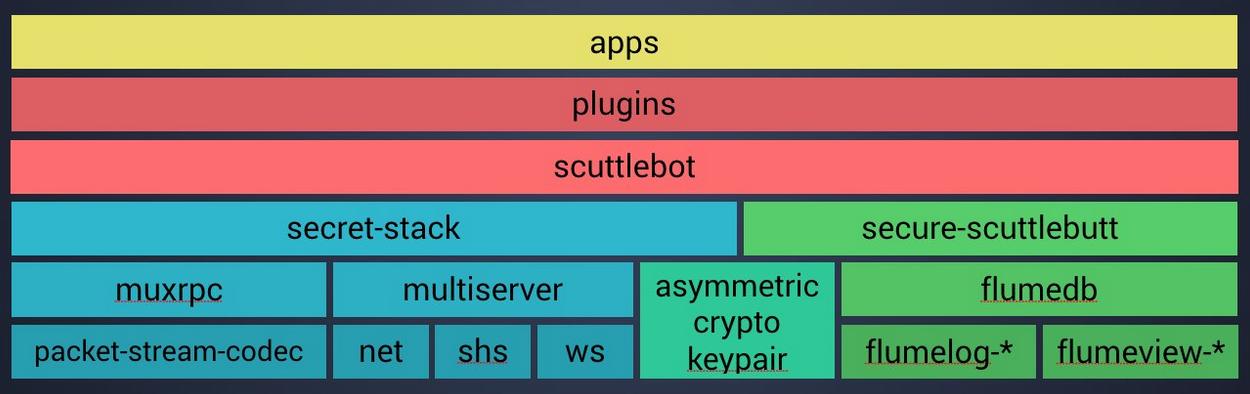 apps
plugins
scuttlebot
secret-stack
secure-scuttlebutt
muxrpc
multiserver
asymmetric
crypto
keypair
flumedb
packet-stream-codec
net
shs
ws
flumelog-*
flumeview-*